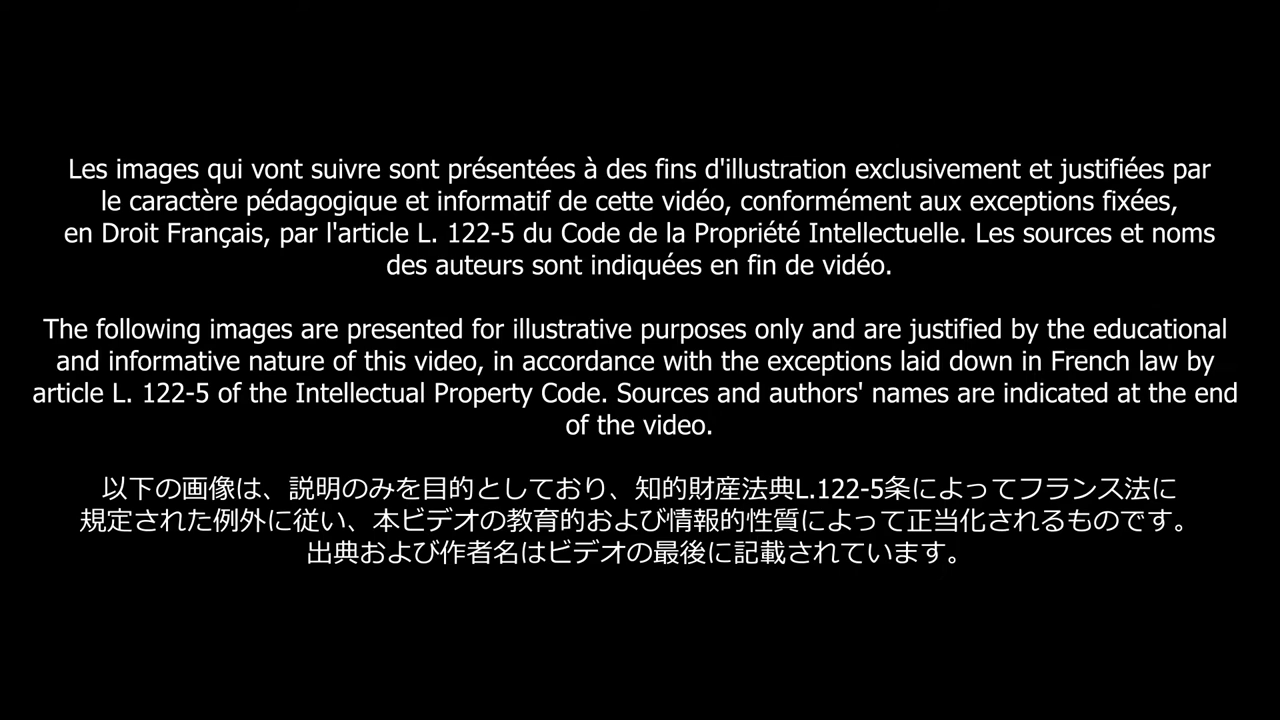 Les images qui vont suivre sont présentées à des fins d'illustration exclusivement et justifiées par
le caractère pédagogique et informatif de cette vidéo, conformément aux exceptions fixées,
en Droit Français, par l'article L. 122-5 du Code de la Propriété Intellectuelle. Les sources et noms
des auteurs sont indiquées en fin de vidéo.
The following images are presented for illustrative purposes only and are justified by the educational
and informative nature of this video, in accordance with the exceptions laid down in French law by
article L. 122-5 of the Intellectual Property Code. Sources and authors' names are indicated at the end
of the video.
以下の画像は、説明のみを目的としており、知的財産法典L.122-5条によってフランス法に
規定された例外に従い、本ビデオの教育的および情報的性質によって正当化されるものです。
出典および作者名はビデオの最後に記載されています。